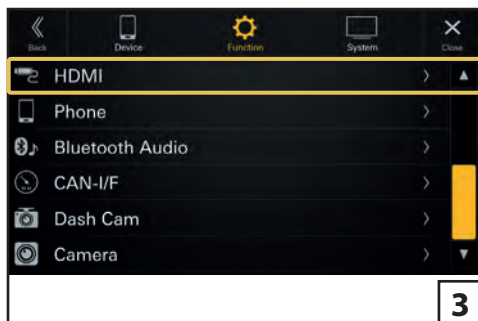 Back Device Function System Close
HDMI
Phone
Bluetooth Audio
CAN-I/F
Dash Cam
Camera
3